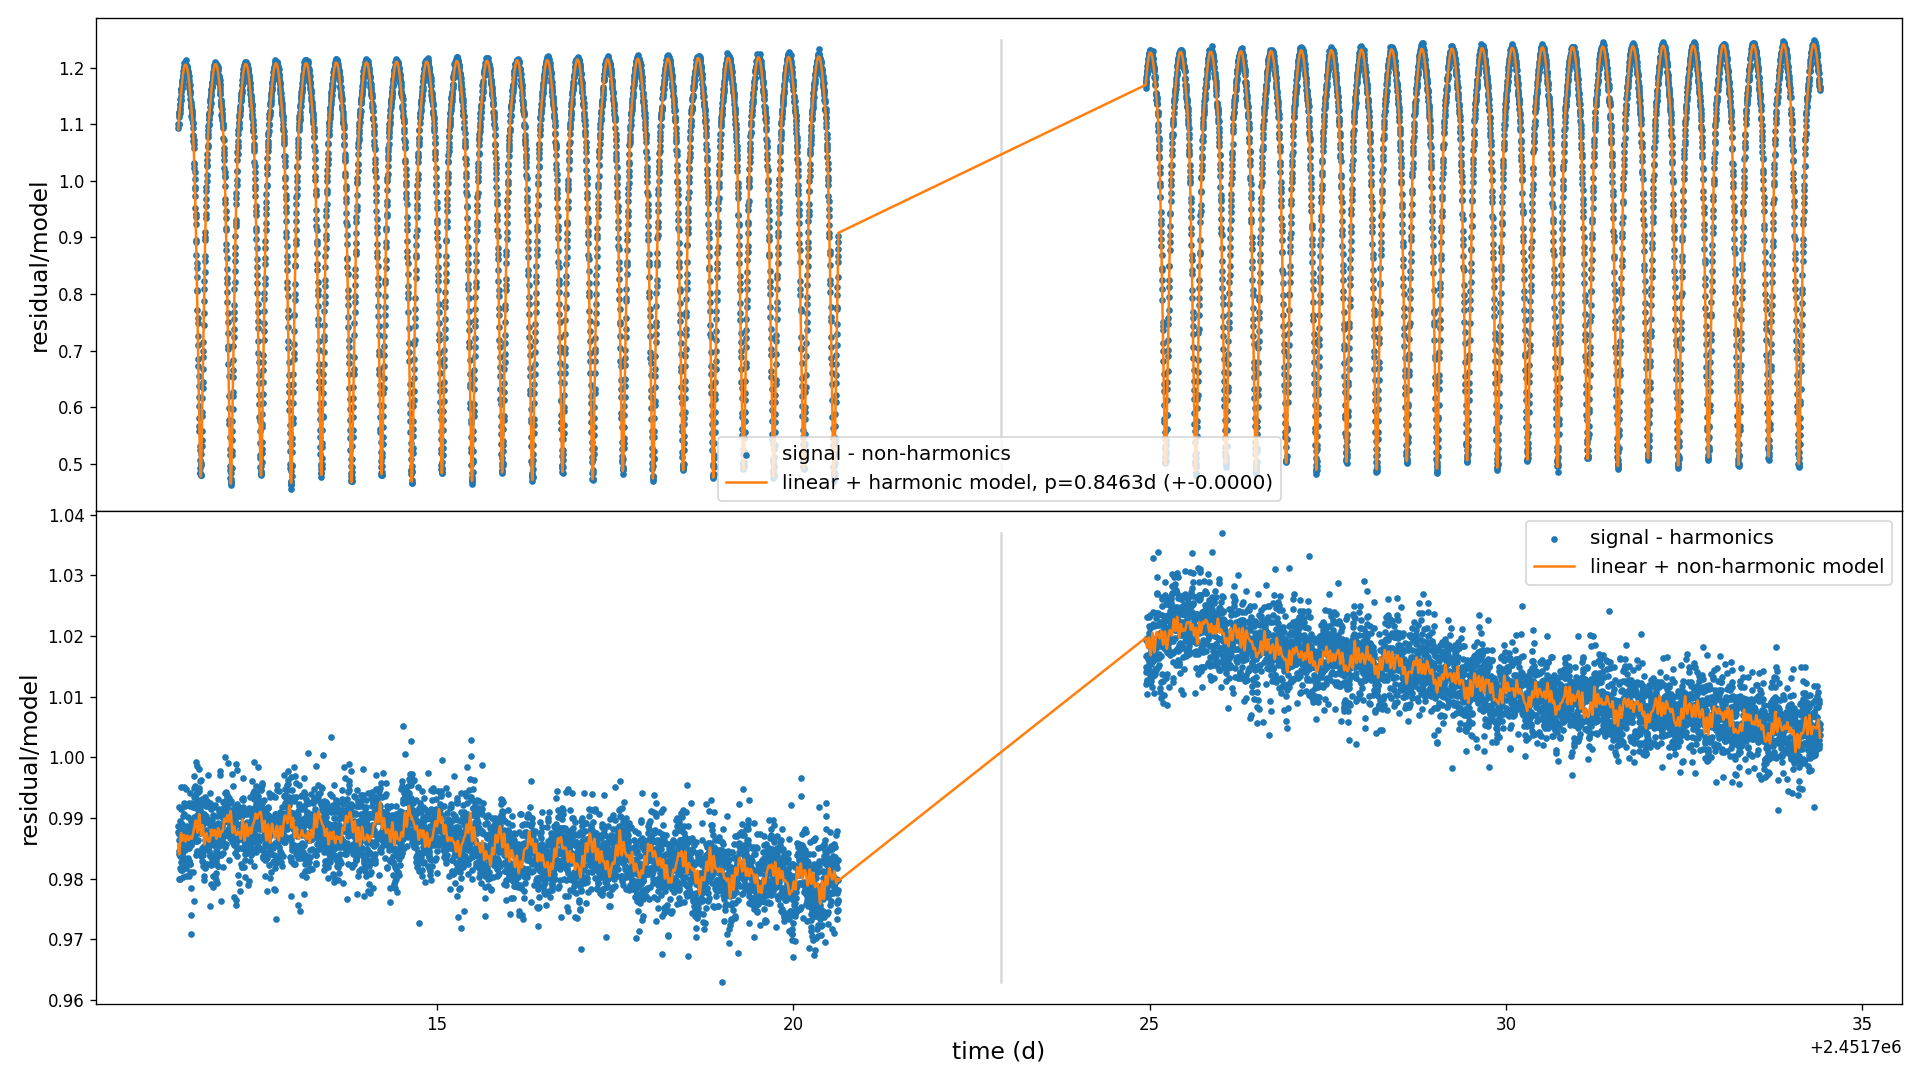 1.2
1.1
1.0
0.9
0.8
0.7
0.6
0.5
residual/model
signal - non-harmonics
linear + harmonic model, p=0.8463d (+-0.0000)
1.04
1.03
1.02
1.01
1.00
0.99
0.98
0.97
0.96
residual/model
signal - harmonics
linear + non-harmonic model
15
20
25
30
35
time (d)
+2.4517e6